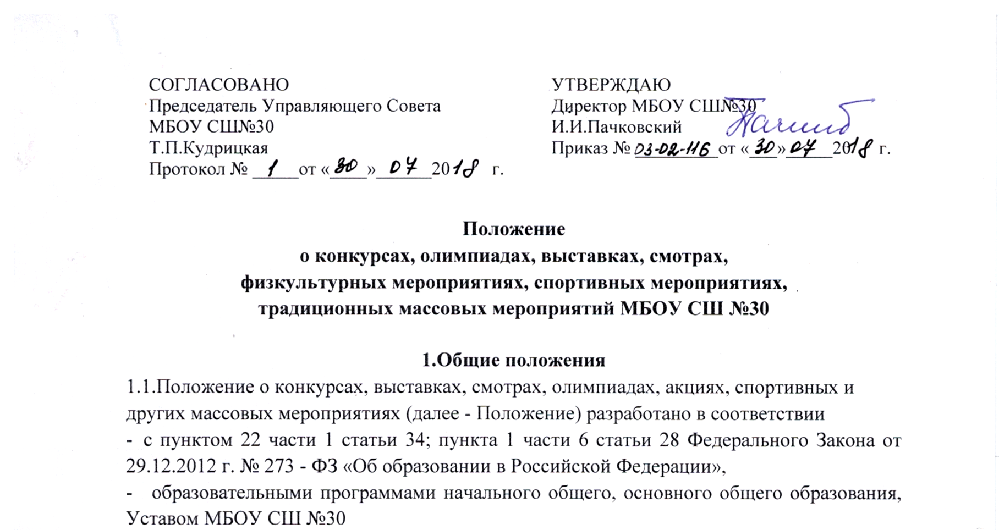 СОГЛАСОВАНО
Председатель Управляющего Совета
МБОУ СШ№30
Т.П.Кудрицкая
Протокол № 1 от «30» 07 2018 г.
УТВЕРЖДАЮ
Директор МБОУ СШ№30
И.И.Пачковский
Приказ № 03-02-116 от «30» 07 2018 г.
Положение
о конкурсах, олимпиадах, выставках, смотрах,
физкультурных мероприятиях, спортивных мероприятиях,
традиционных массовых мероприятий МБОУ СШ №30
1.Общие положения
1.1.Положение о конкурсах, выставках, смотрах, олимпиадах, акциях, спортивных и
других массовых мероприятиях (далее - Положение) разработано в соответствии
- с пунктом 22 части 1 статьи 34; пункта 1 части 6 статьи 28 Федерального Закона от
29.12.2012 г. № 273 - ФЗ «Об образовании в Российской Федерации»,
- образовательными программами начального общего, основного общего образования,
Уставом МБОУ СШ №30